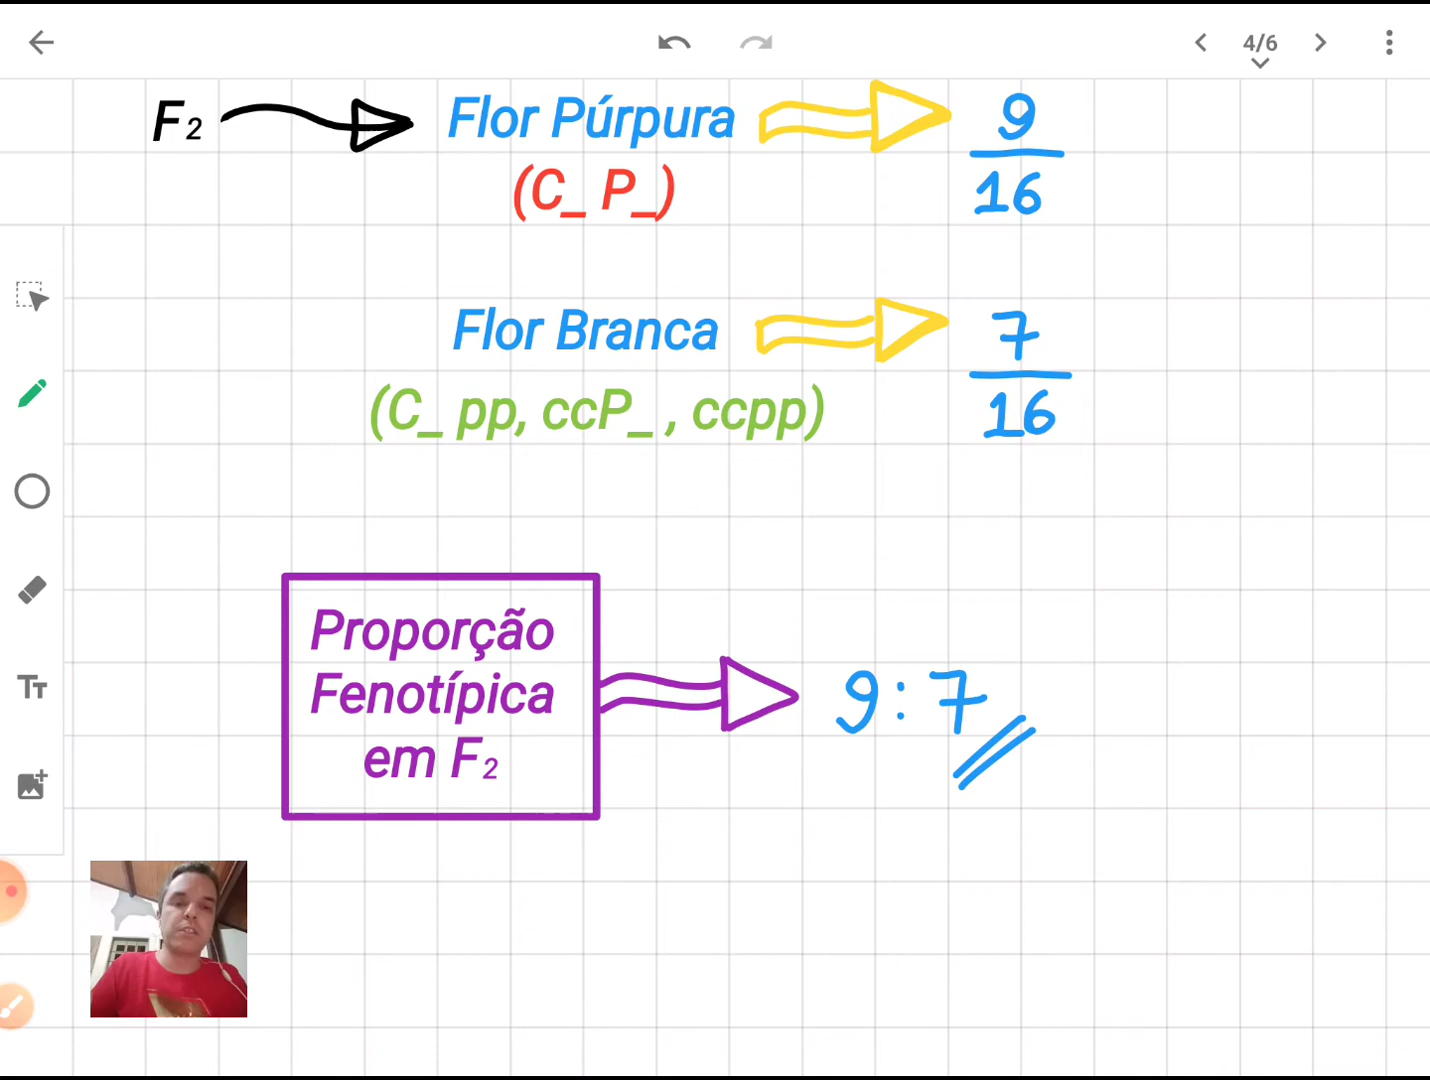 4/6
F₂ Flor Púrpura 9/16
(C_ P_)
Flor Branca 7/16
(C_ pp, ccP_ , ccpp)
Proporção
Fenotípica
em F₂
9:7
Tт